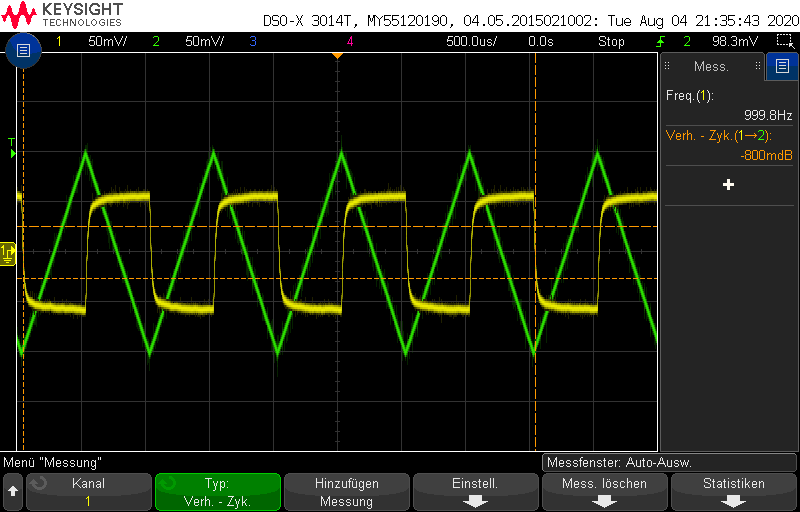 KEYSIGHT
TECHNOLOGIES
DSO-X 3014T, MY55120190, 04.05.2015021002: Tue Aug 04 21:35:43 2020
1 50mV/ 2 50mV/ 3 4 500.0us/ 0.0s Stop 2 98.3mV
Mess.
Freq.(1):
999.8Hz
Verh. - Zyk.(1→2):
-800mdB
T
1
Menü "Messung"
Messfenster: Auto-Ausw.
Kanal
1
Typ:
Verh. - Zyk.
Hinzufügen
Messung
Einstell.
Mess. löschen
Statistiken